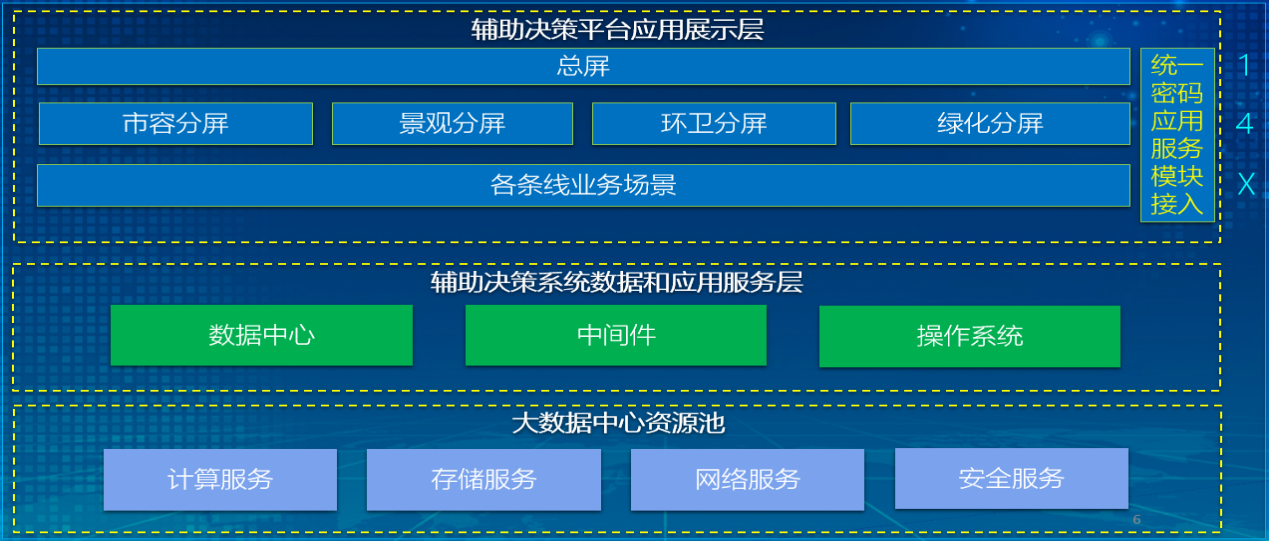 辅助决策平台应用展示层
总屏
1
市容分屏
景观分屏
环卫分屏
绿化分屏
4
各条线业务场景
X
统一
密码
应用
服务
模块
接入
辅助决策系统数据和应用服务层
数据中心
中间件
操作系统
大数据中心资源池
计算服务
存储服务
网络服务
安全服务
6